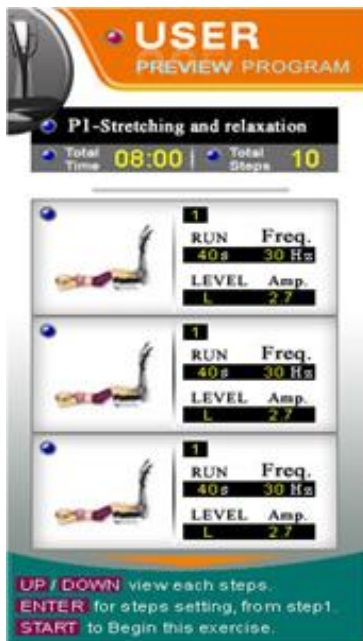 USER
PREVIEW PROGRAM
P1-Stretching and relaxation
Total Time 08:00 Total Steps 10
1
RUN Freq.
40s 30 Hz
LEVEL Amp.
L 2.7
1
RUN Freq.
40s 30 Hz
LEVEL Amp.
L 2.7
1
RUN Freq.
40s 30 Hz
LEVEL Amp.
L 2.7
UP / DOWN view each steps.
ENTER for steps setting, from step1.
START to Begin this exercise.